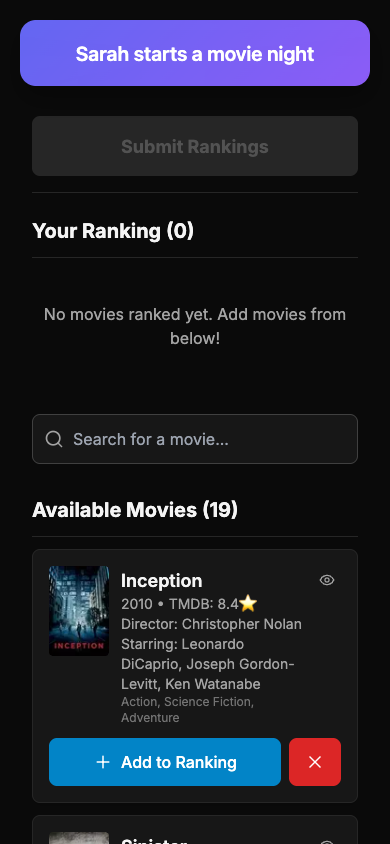 Sarah starts a movie night
Submit Rankings
Your Ranking (0)
No movies ranked yet. Add movies from
below!
Search for a movie...
Available Movies (19)
INCEPTION
Inception
2010 • TMDB: 8.4⭐
Director: Christopher Nolan
Starring: Leonardo
DiCaprio, Joseph Gordon-
Levitt, Ken Watanabe
Action, Science Fiction,
Adventure
Add to Ranking
Sinister